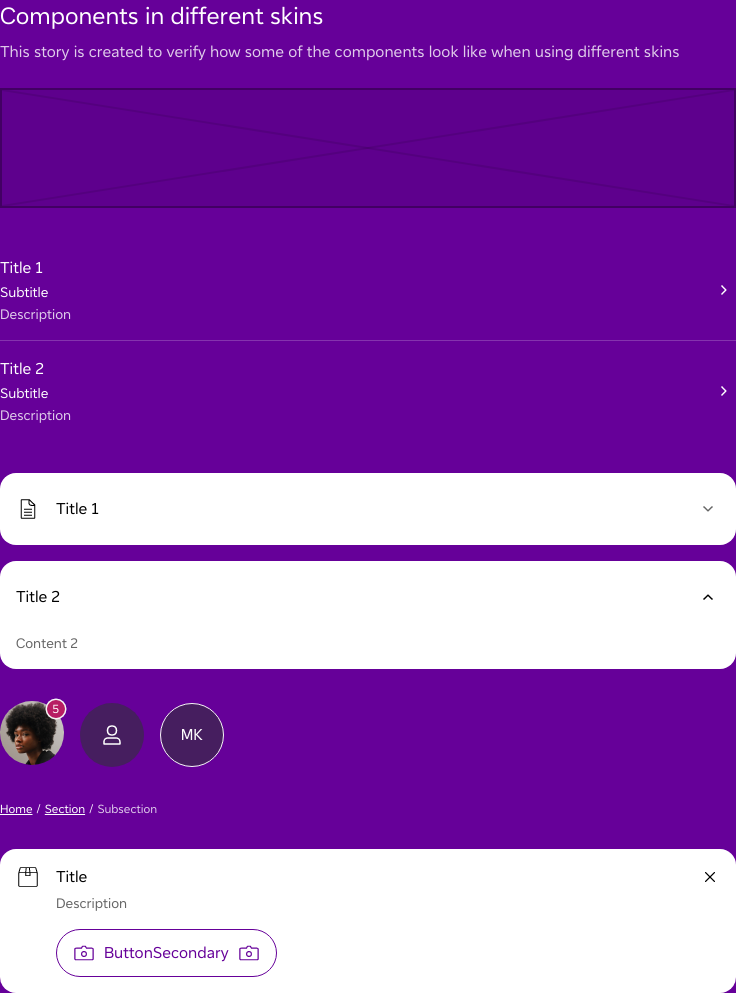 Components in different skins
This story is created to verify how some of the components look like when using different skins
Title 1
Subtitle
Description
Title 2
Subtitle
Description
Title 1
Title 2
Content 2
5
MK
Home / Section / Subsection
Title
Description
ButtonSecondary